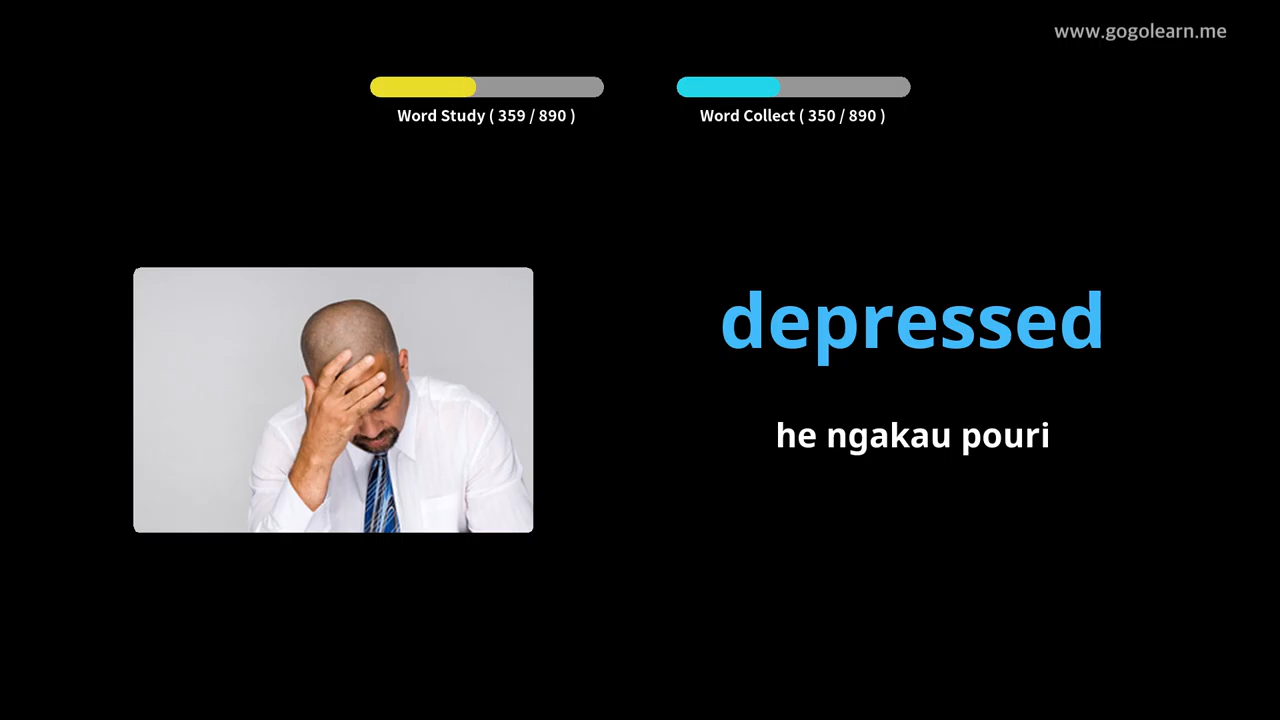 www.gogolearn.me
Word Study ( 359 / 890 )
Word Collect ( 350 / 890 )
depressed
he ngakau pouri